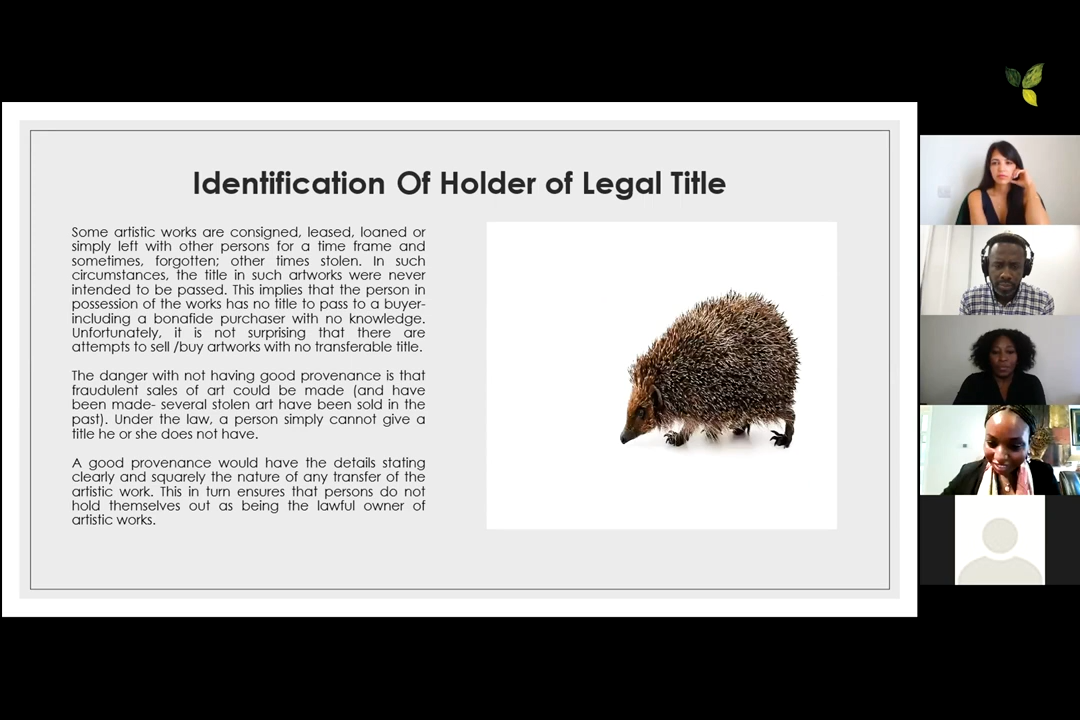 Identification Of Holder of Legal Title
Some artistic works are consigned, leased, loaned or
simply left with other persons for a time frame and
sometimes, forgotten; other times stolen. In such
circumstances, the title in such artworks were never
intended to be passed. This implies that the person in
possession of the works has no title to pass to a buyer-
including a bonafide purchaser with no knowledge.
Unfortunately, it is not surprising that there are
attempts to sell /buy artworks with no transferable title.
The danger with not having good provenance is that
fraudulent sales of art could be made (and have
been made- several stolen art have been sold in the
past). Under the law, a person simply cannot give a
title he or she does not have.
A good provenance would have the details stating
clearly and squarely the nature of any transfer of the
artistic work. This in turn ensures that persons do not
hold themselves out as being the lawful owner of
artistic works.